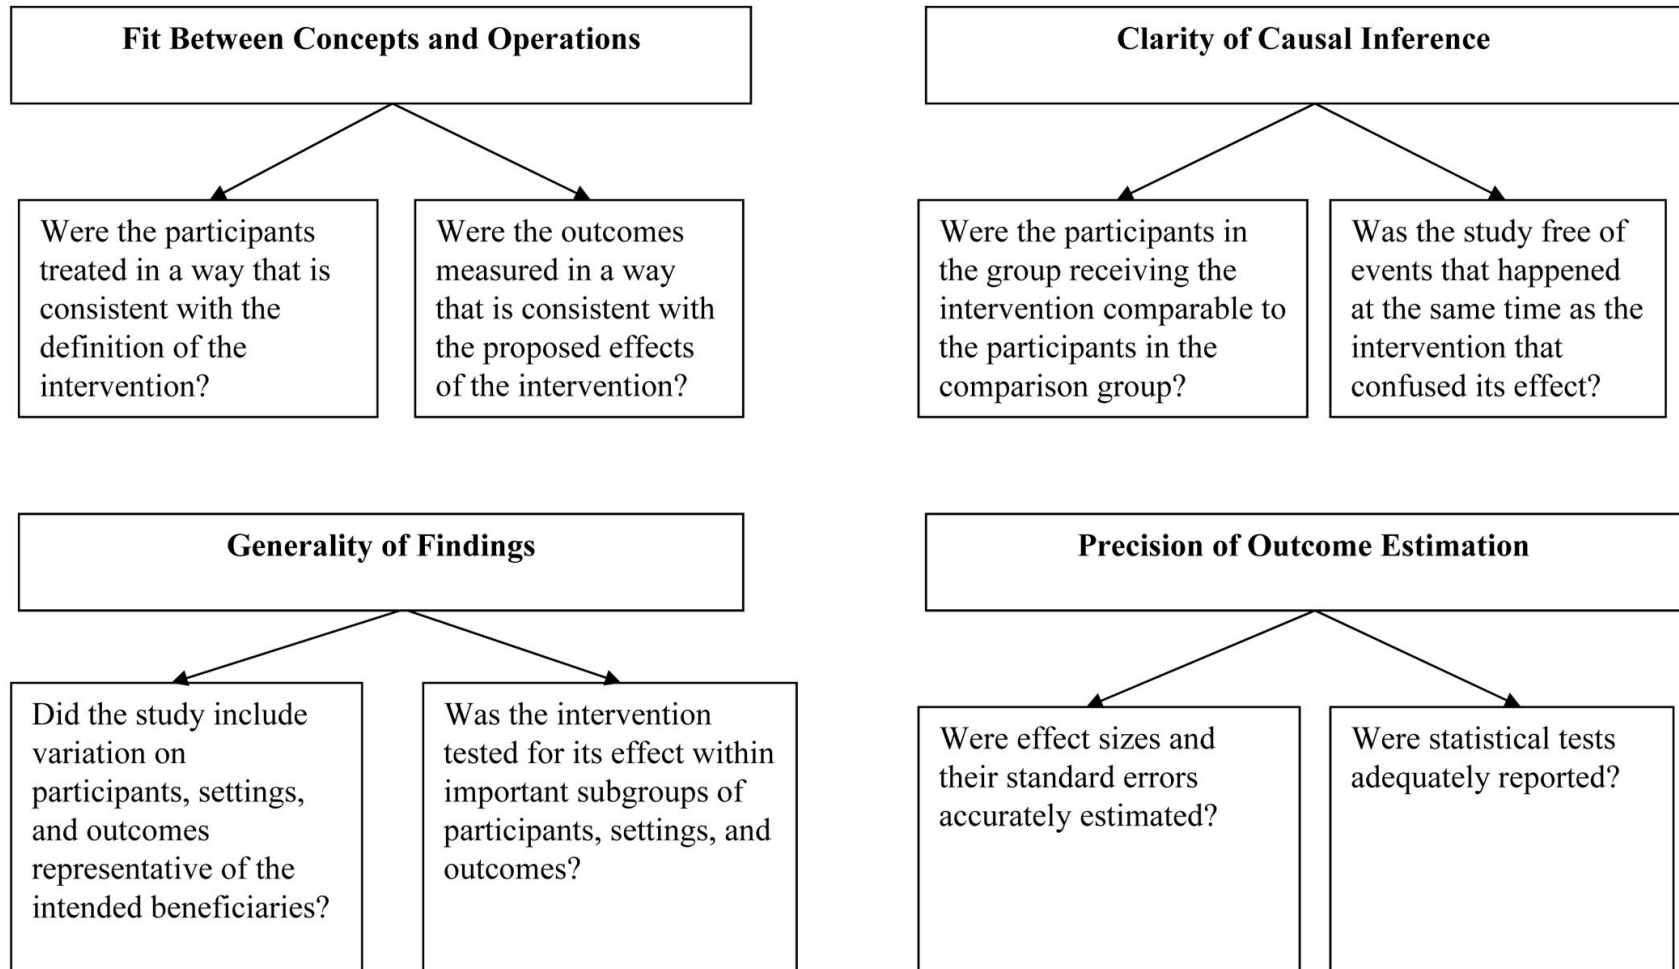 Fit Between Concepts and Operations
Were the participants
treated in a way that is
consistent with the
definition of the
intervention?
Were the outcomes
measured in a way
that is consistent with
the proposed effects
of the intervention?
Clarity of Causal Inference
Were the participants in
the group receiving the
intervention comparable to
the participants in the
comparison group?
Was the study free of
events that happened
at the same time as the
intervention that
confused its effect?
Generality of Findings
Did the study include
variation on
participants, settings,
and outcomes
representative of the
intended beneficiaries?
Was the intervention
tested for its effect within
important subgroups of
participants, settings, and
outcomes?
Precision of Outcome Estimation
Were effect sizes and
their standard errors
accurately estimated?
Were statistical tests
adequately reported?